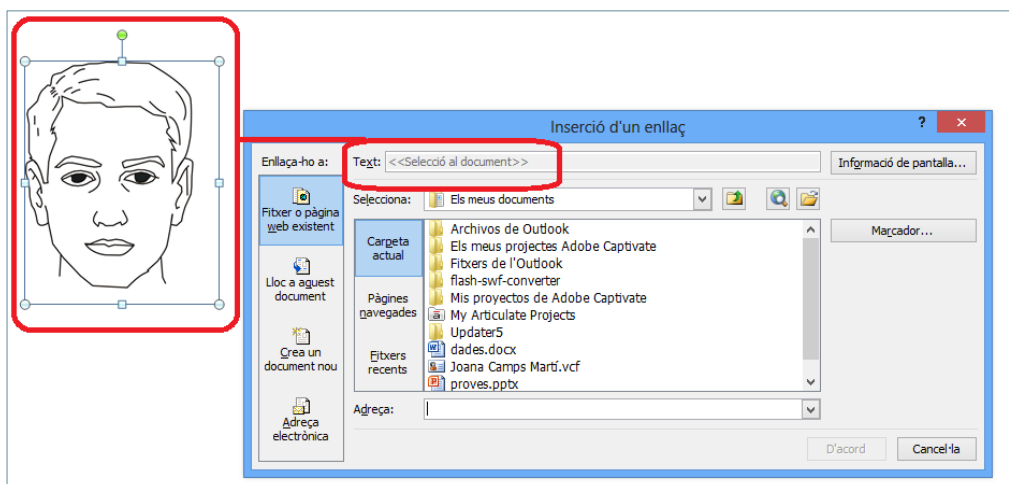 Inserció d'un enllaç
?
Enllaça-ho a:
Text: <<Selecció al document>>
Informació de pantalla...
Fitxer o pàgina
web existent
Selecciona:
Els meus documents
Marcador...
Carpeta
actual
Archivos de Outlook
Els meus projectes Adobe Captivate
Fitxers de l'Outlook
flash-swf-converter
Mis proyectos de Adobe Captivate
My Articulate Projects
Updater5
dades.docx
Joana Camps Martí.vcf
proves.pptx
Lloc a aquest
document
Pàgines
navegades
Crea un
document nou
Fitxers
recents
Adreça:
Adreça
electrònica
D'acord
Cancel·la